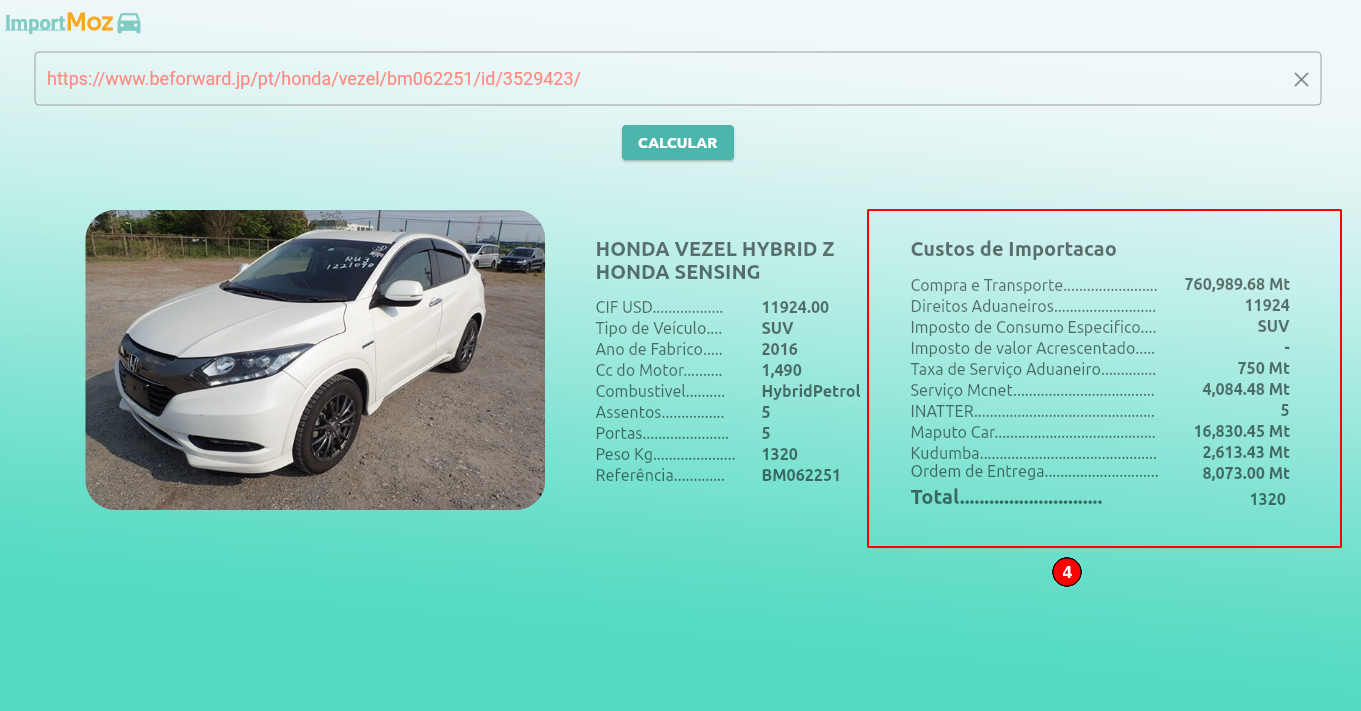 ImportMoz
https://www.beforward.jp/pt/honda/vezel/bm062251/id/3529423/
CALCULAR
RU3
1221090
HONDA VEZEL HYBRID Z
HONDA SENSING
CIF USD.................. 11924.00
Tipo de Veículo.... SUV
Ano de Fabrico..... 2016
Cc do Motor.......... 1,490
Combustivel.......... HybridPetrol
Assentos................ 5
Portas...................... 5
Peso Kg..................... 1320
Referência............. BM062251
Custos de Importacao
Compra e Transporte........................ 760,989.68 Mt
Direitos Aduaneiros.......................... 11924
Imposto de Consumo Especifico.... SUV
Imposto de valor Acrescentado..... -
Taxa de Serviço Aduaneiro.............. 750 Mt
Serviço Mcnet.................................... 4,084.48 Mt
INATTER.............................................. 5
Maputo Car......................................... 16,830.45 Mt
Kudumba............................................. 2,613.43 Mt
Ordem de Entrega............................. 8,073.00 Mt
Total............................. 1320
4